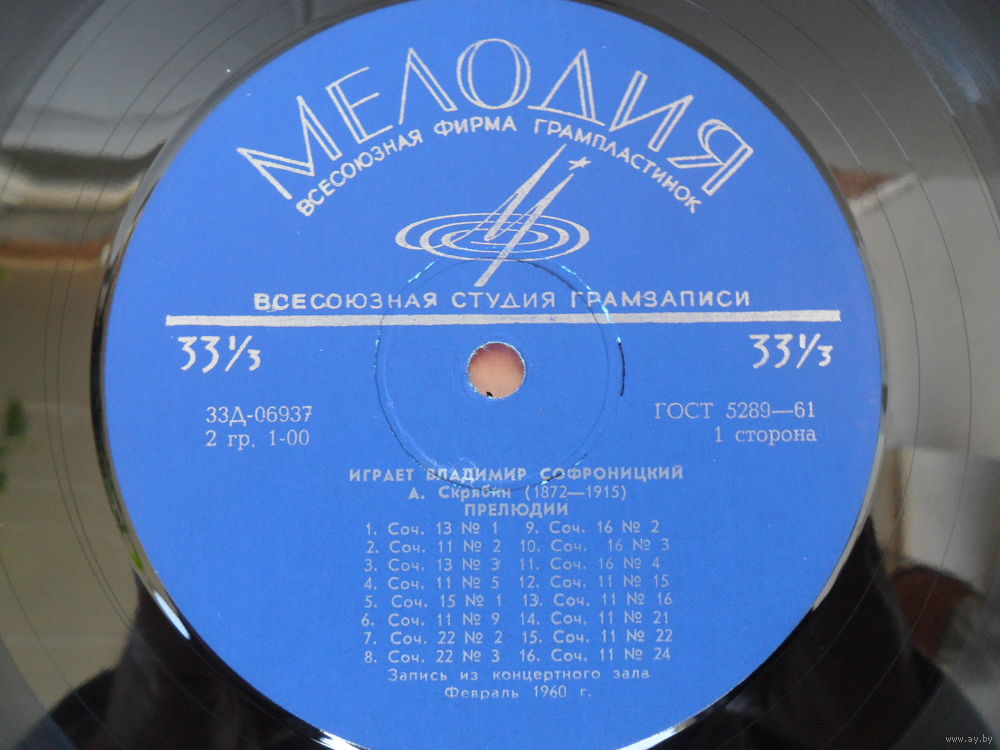 МЕЛОДИЯ
ВСЕСОЮЗНАЯ ФИРМА ГРАМПЛАСТИНОК
ВСЕСОЮЗНАЯ СТУДИЯ ГРАМЗАПИСИ
33⅓ 33⅓
33Д-06937 ГОСТ 5289—61
2 гр. 1-00 1 сторона
ИГРАЕТ ВЛАДИМИР СОФРОНИЦКИЙ
А. Скрябин (1872—1915)
ПРЕЛЮДИИ
1. Соч. 13 № 1 9. Соч. 16 № 2
2. Соч. 11 № 2 10. Соч. 16 № 3
3. Соч. 13 № 3 11. Соч. 16 № 4
4. Соч. 11 № 5 12. Соч. 11 № 15
5. Соч. 15 № 1 13. Соч. 11 № 16
6. Соч. 11 № 9 14. Соч. 11 № 21
7. Соч. 22 № 2 15. Соч. 11 № 22
8. Соч. 22 № 3 16. Соч. 11 № 24
Запись из концертного зала
Февраль 1960 г.
www.ay.by